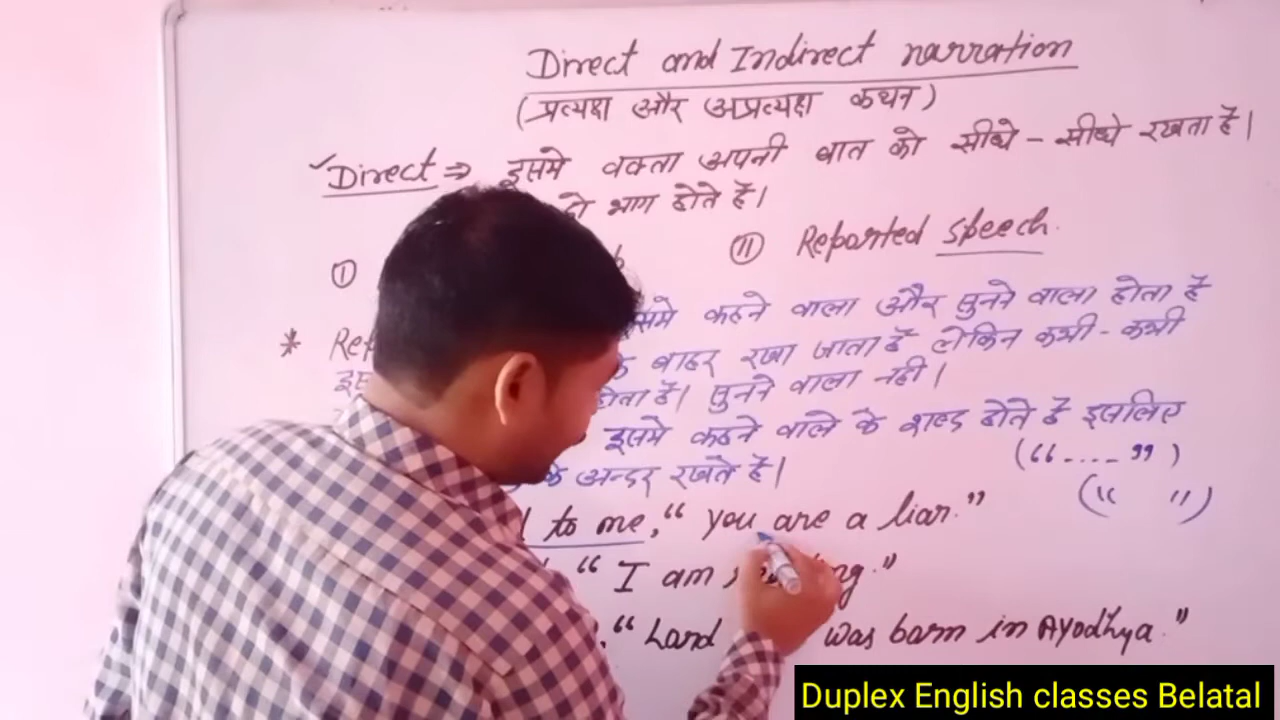 Direct and Indirect narration
(प्रत्यक्ष और अप्रत्यक्ष कथन)
✓Direct ⇒ इसमे वक्ता अपनी बात को सीधे - सीधे रखता है।
दो भाग होते हैं।
(I) (II) Reported speech.
* Rep कहने वाला और सुनने वाला होता है
के बाहर रखा जाता है लेकिन कभी - कभी
होता है। सुनने वाला नही।
इसमे कहने वाले के शब्द होते है इसलिए
के अन्दर रखते है। (“ .... ”)
to me, “ you are a liar.” (“ ”)
“ I am
“ Lord was born in Ayodhya.”
Duplex English classes Belatal